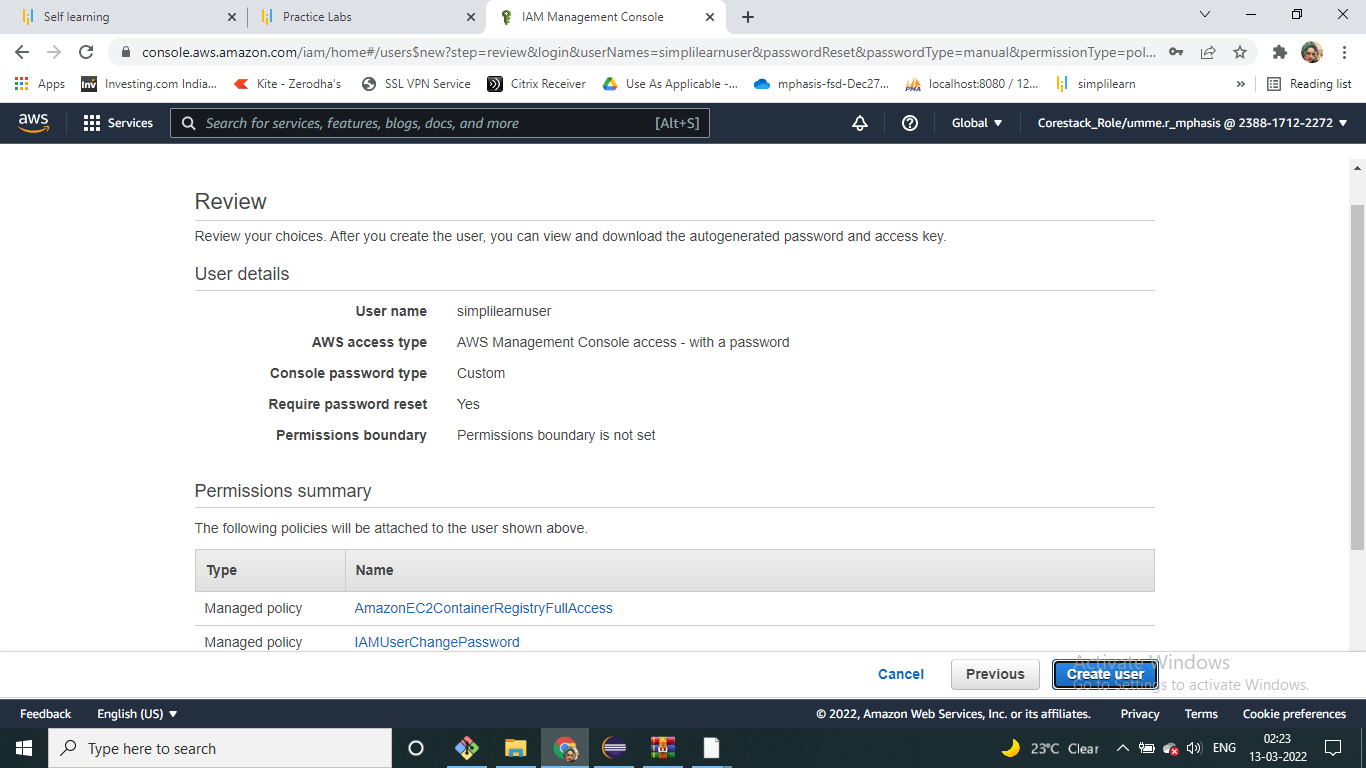 Self learning
Practice Labs
IAM Management Console
console.aws.amazon.com/iam/home#/users$new?step=review&login&userNames=simplilearnuser&passwordReset&passwordType=manual&permissionType=pol...
Apps
Inv Investing.com India...
Kite - Zerodha's
SSL VPN Service
Citrix Receiver
Use As Applicable -...
mphasis-fsd-Dec27...
localhost:8080 / 12...
simplilearn
»
Reading list
aws
Services
Search for services, features, blogs, docs, and more [Alt+S]
Global
Corestack_Role/umme.r_mphasis @ 2388-1712-2272
Review
Review your choices. After you create the user, you can view and download the autogenerated password and access key.
User details
User name simplilearnuser
AWS access type AWS Management Console access - with a password
Console password type Custom
Require password reset Yes
Permissions boundary Permissions boundary is not set
Permissions summary
The following policies will be attached to the user shown above.
Type Name
Managed policy AmazonEC2ContainerRegistryFullAccess
Managed policy IAMUserChangePassword
Cancel Previous Create user
Activate Windows
Go to Settings to activate Windows.
Feedback English (US)
© 2022, Amazon Web Services, Inc. or its affiliates. Privacy Terms Cookie preferences
Type here to search
23°C Clear
ENG
02:23
13-03-2022